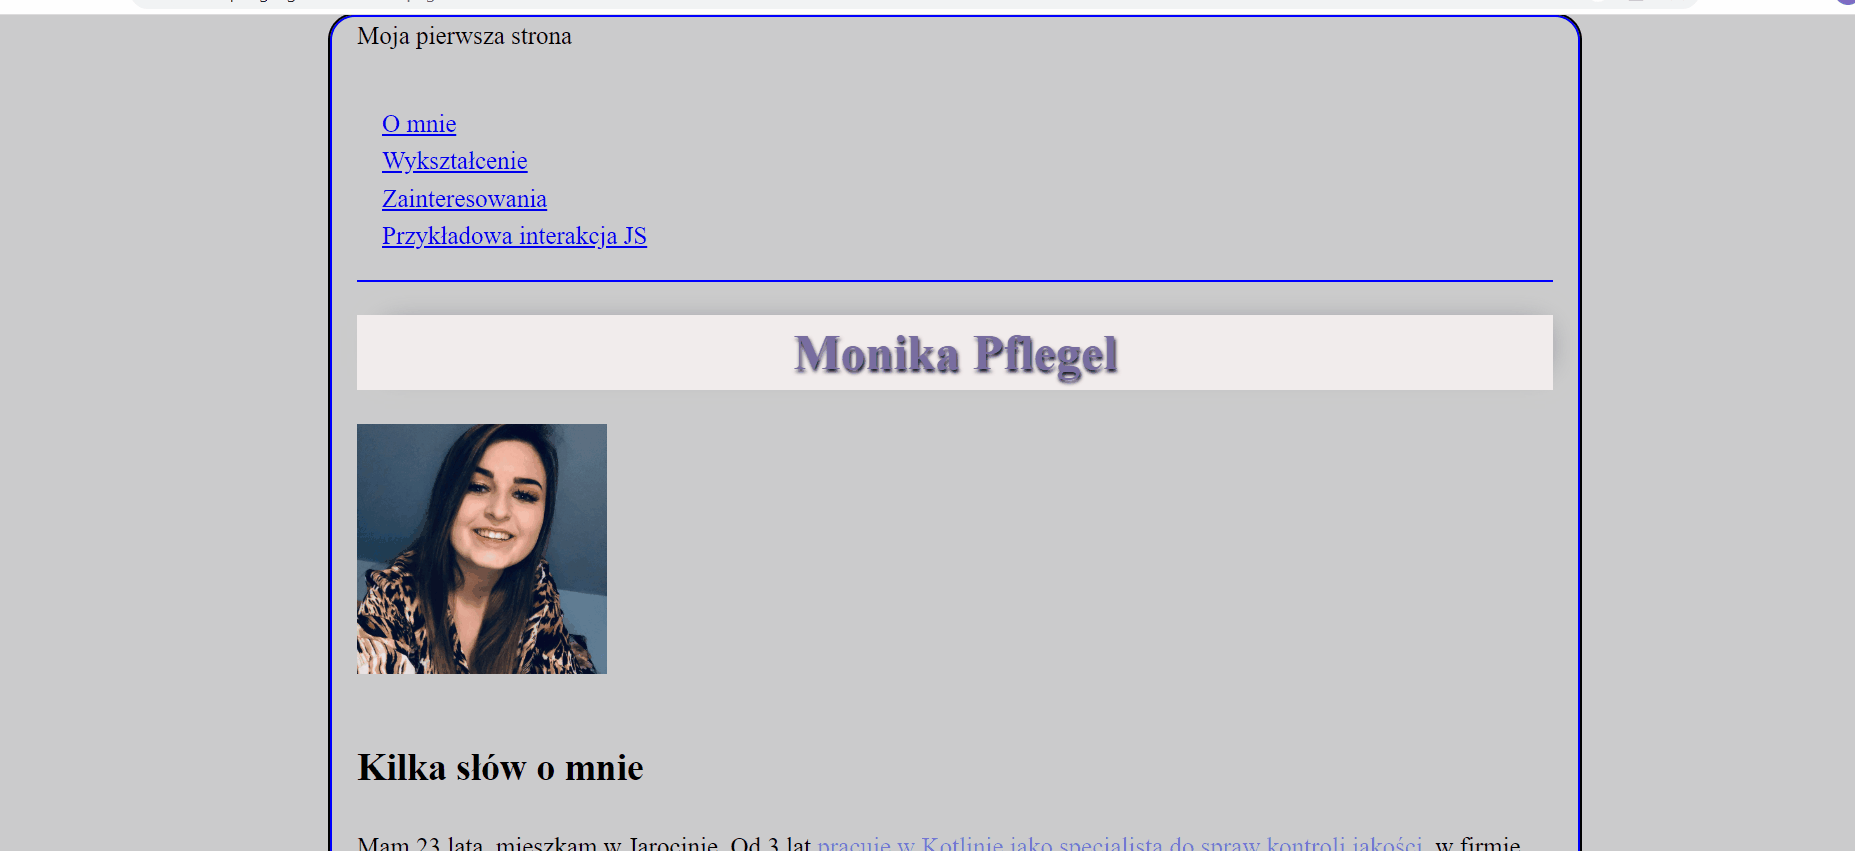 Moja pierwsza strona
O mnie
Wykształcenie
Zainteresowania
Przykładowa interakcja JS
Monika Pflegel
Kilka słów o mnie
Mam 23 lata, mieszkam w Jarocinie. Od 3 lat pracuję w Kotlinie jako specjalista do spraw kontroli jakości, w firmie